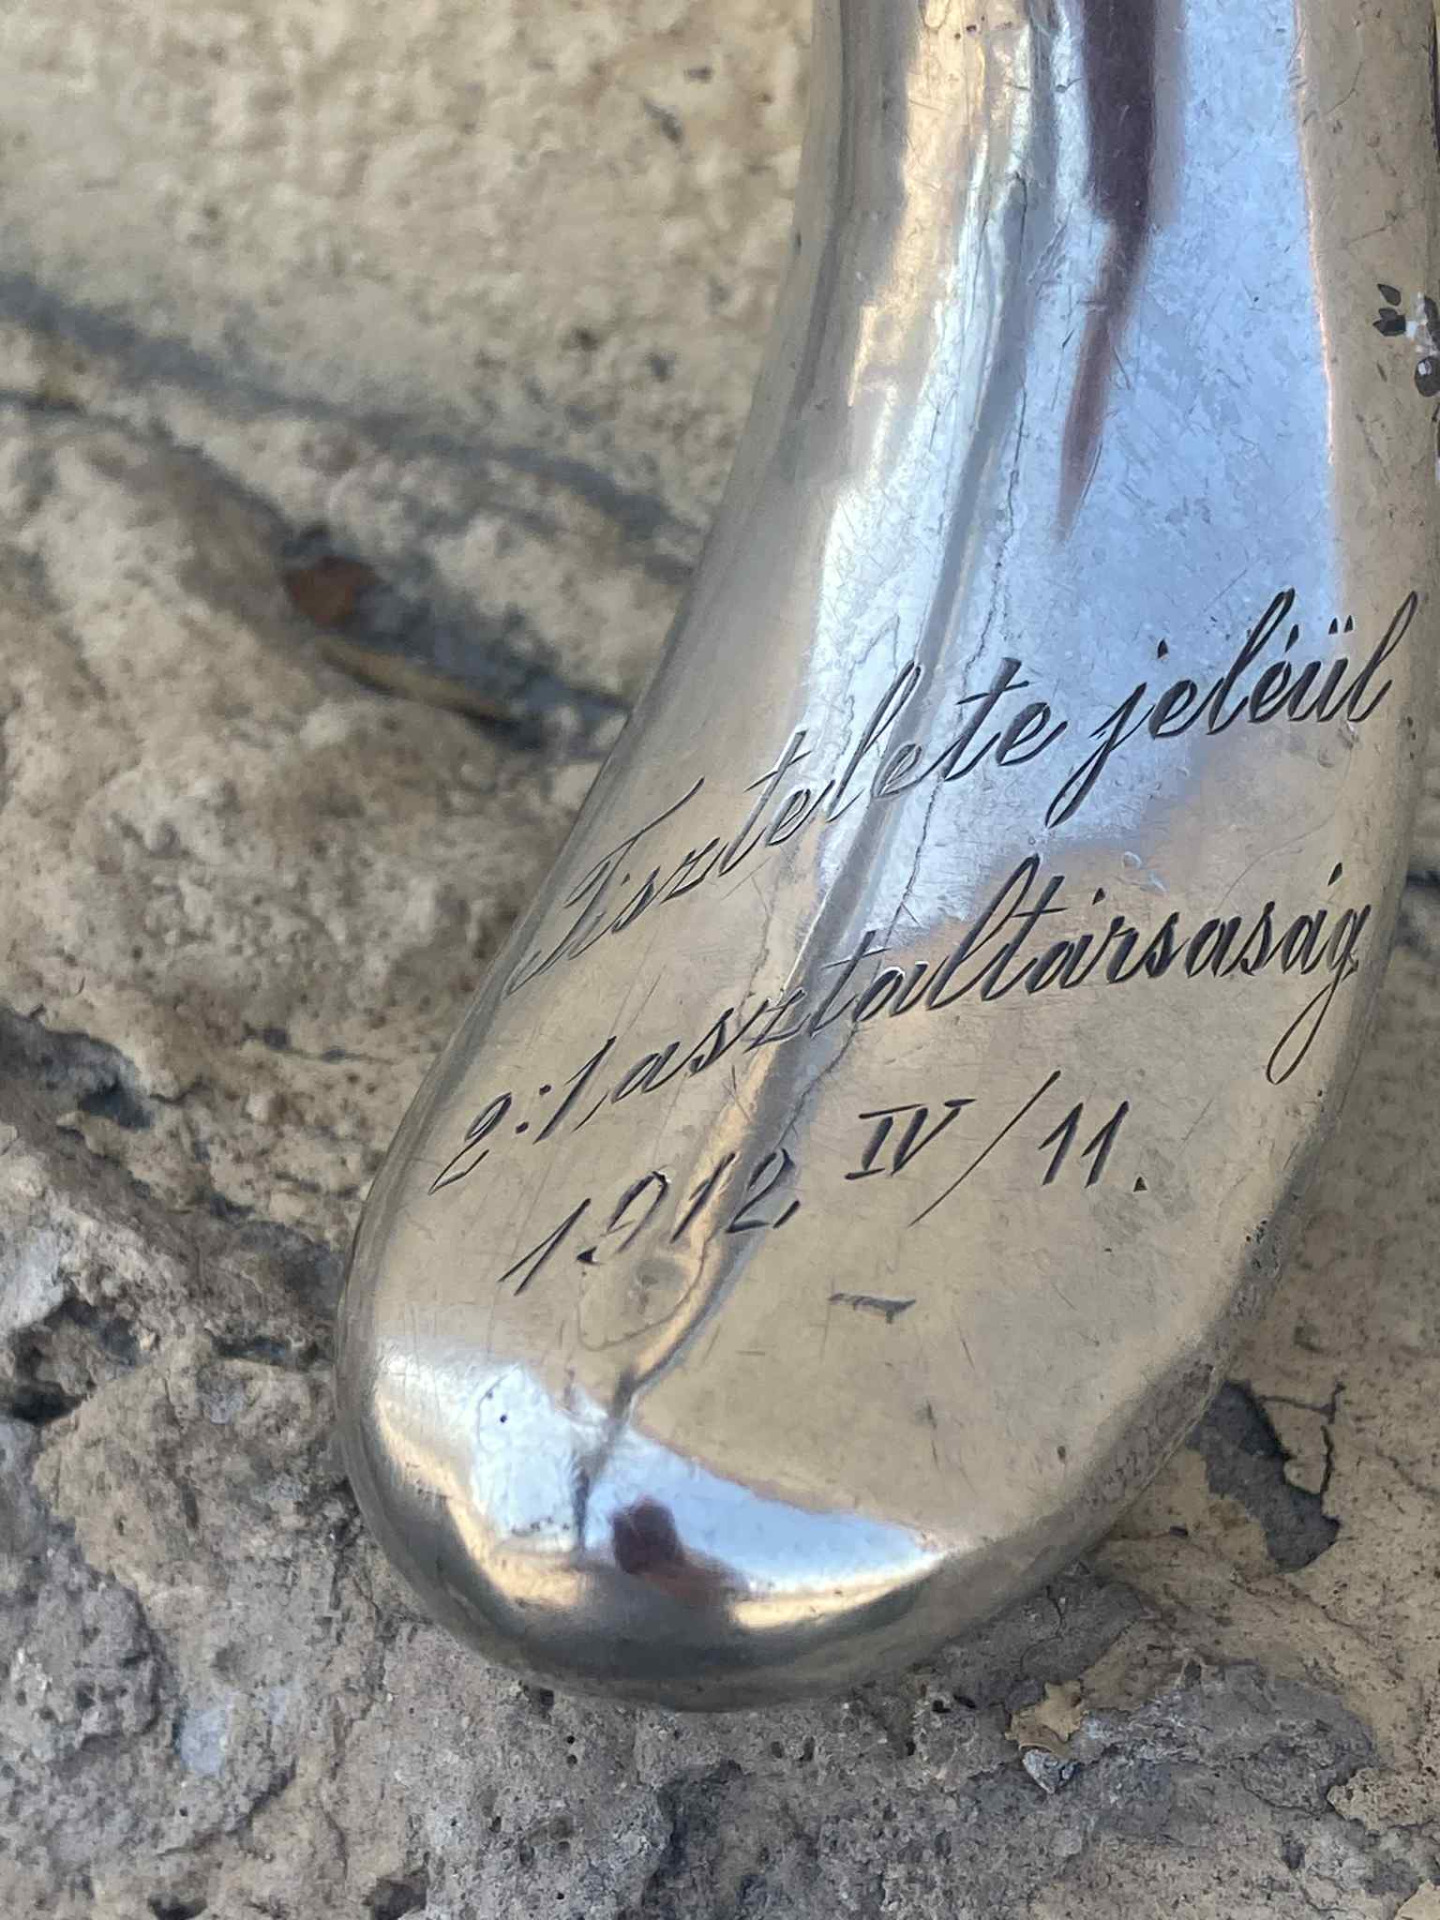 Tisztelete jeléül
2:1 asztaltársaság
1912 IV/11.